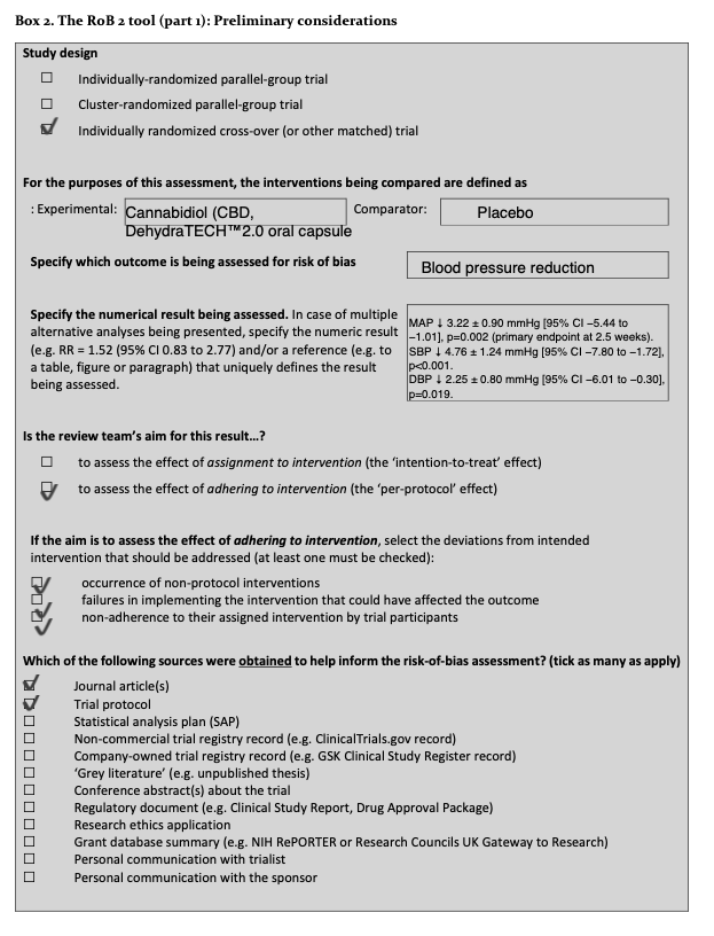 Box 2. The RoB 2 tool (part 1): Preliminary considerations
Study design
☐ Individually-randomized parallel-group trial
☐ Cluster-randomized parallel-group trial
☑ Individually randomized cross-over (or other matched) trial
For the purposes of this assessment, the interventions being compared are defined as
: Experimental: Cannabidiol (CBD, Comparator: Placebo
DehydraTECH™2.0 oral capsule
Specify which outcome is being assessed for risk of bias Blood pressure reduction
Specify the numerical result being assessed. In case of multiple
alternative analyses being presented, specify the numeric result
(e.g. RR = 1.52 (95% CI 0.83 to 2.77) and/or a reference (e.g. to
a table, figure or paragraph) that uniquely defines the result
being assessed.
MAP ↓ 3.22 ± 0.90 mmHg [95% CI −5.44 to
−1.01], p=0.002 (primary endpoint at 2.5 weeks).
SBP ↓ 4.76 ± 1.24 mmHg [95% CI −7.80 to −1.72],
p<0.001.
DBP ↓ 2.25 ± 0.80 mmHg [95% CI −6.01 to −0.30],
p=0.019.
Is the review team's aim for this result…?
☐ to assess the effect of assignment to intervention (the 'intention-to-treat' effect)
☑ to assess the effect of adhering to intervention (the 'per-protocol' effect)
If the aim is to assess the effect of adhering to intervention, select the deviations from intended
intervention that should be addressed (at least one must be checked):
☑ occurrence of non-protocol interventions
☑ failures in implementing the intervention that could have affected the outcome
☑ non-adherence to their assigned intervention by trial participants
Which of the following sources were obtained to help inform the risk-of-bias assessment? (tick as many as apply)
☑ Journal article(s)
☑ Trial protocol
☐ Statistical analysis plan (SAP)
☐ Non-commercial trial registry record (e.g. ClinicalTrials.gov record)
☐ Company-owned trial registry record (e.g. GSK Clinical Study Register record)
☐ 'Grey literature' (e.g. unpublished thesis)
☐ Conference abstract(s) about the trial
☐ Regulatory document (e.g. Clinical Study Report, Drug Approval Package)
☐ Research ethics application
☐ Grant database summary (e.g. NIH RePORTER or Research Councils UK Gateway to Research)
☐ Personal communication with trialist
☐ Personal communication with the sponsor